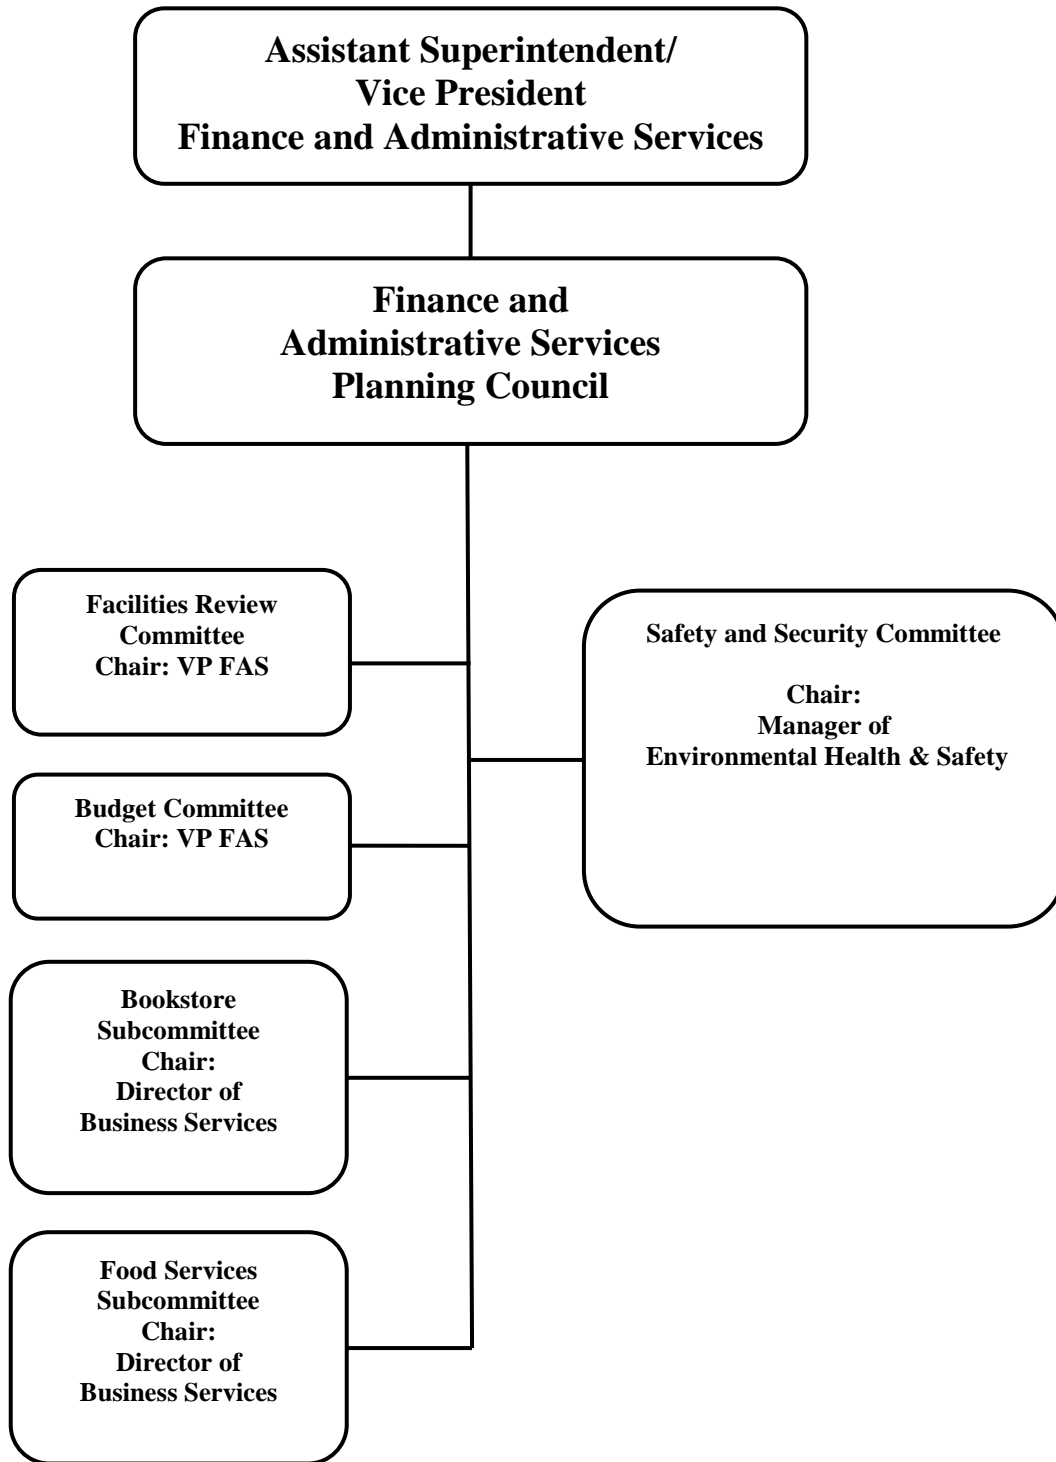 Assistant Superintendent/
Vice President
Finance and Administrative Services
Finance and
Administrative Services
Planning Council
Facilities Review
Committee
Chair: VP FAS
Safety and Security Committee
Chair:
Manager of
Environmental Health & Safety
Budget Committee
Chair: VP FAS
Bookstore
Subcommittee
Chair:
Director of
Business Services
Food Services
Subcommittee
Chair:
Director of
Business Services